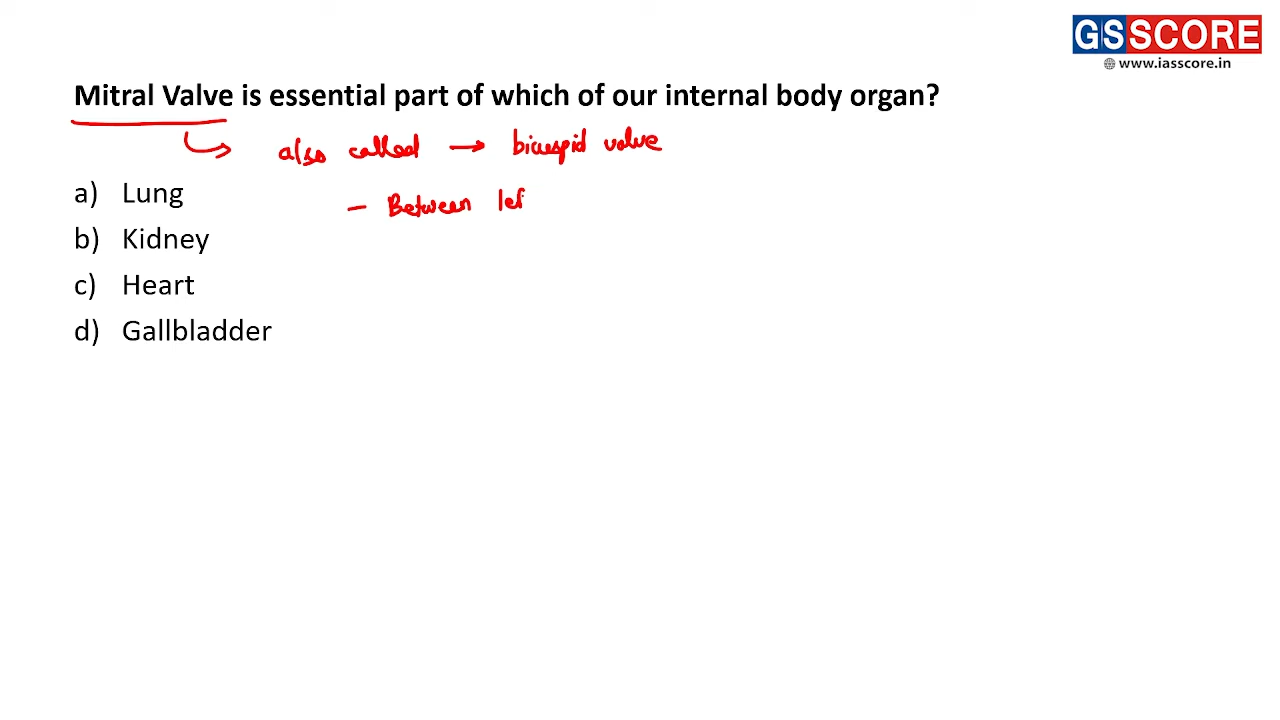 GSSCORE
www.iasscore.in
Mitral Valve is essential part of which of our internal body organ?
also called → bicuspid valve
a) Lung
– Between lef
b) Kidney
c) Heart
d) Gallbladder